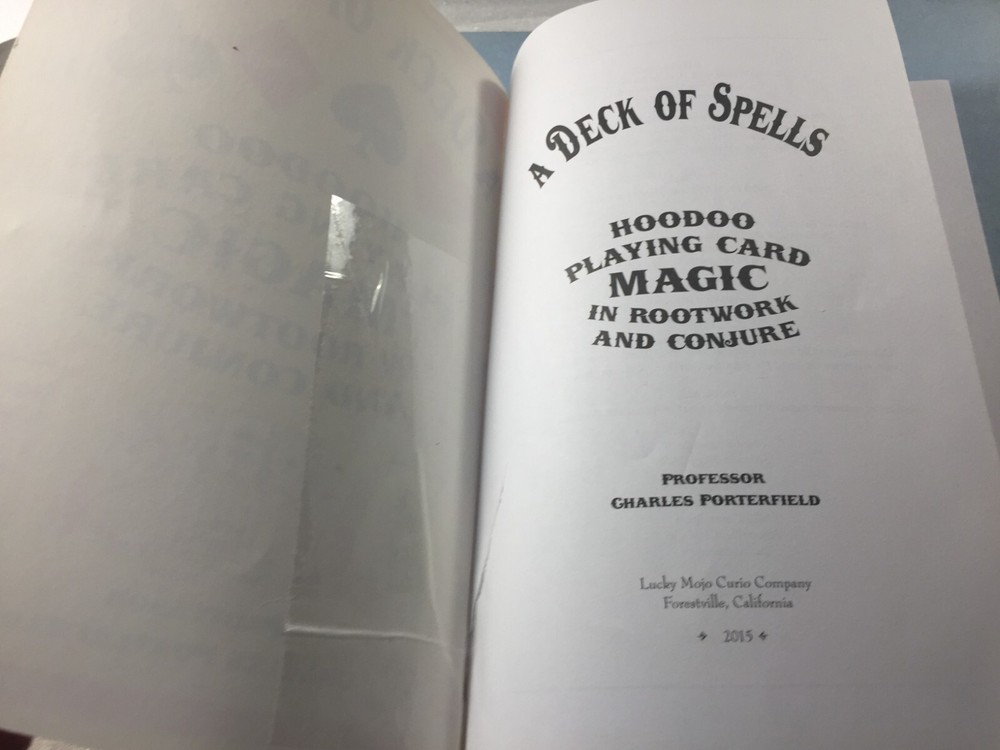 A DECK OF SPELLS
HOODOO
PLAYING CARD
MAGIC
IN ROOTWORK
AND CONJURE
PROFESSOR
CHARLES PORTERFIELD
Lucky Mojo Curio Company
Forestville, California
2015